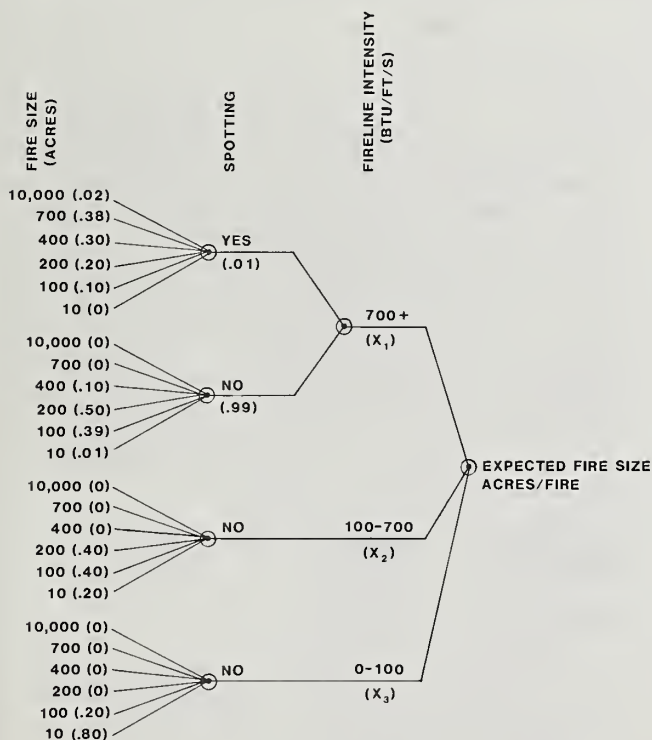 FIRE SIZE
(ACRES)
SPOTTING
FIRELINE INTENSITY
(BTU/FT/S)
10,000 (.02)
700 (.38)
400 (.30)
200 (.20)
100 (.10)
10 (0)
YES
(.01)
10,000 (0)
700 (0)
400 (.10)
200 (.50)
100 (.39)
10 (.01)
NO
(.99)
700+
(X₁)
10,000 (0)
700 (0)
400 (0)
200 (.40)
100 (.40)
10 (.20)
NO
100-700
(X₂)
10,000 (0)
700 (0)
400 (0)
200 (0)
100 (.20)
10 (.80)
NO
0-100
(X₃)
EXPECTED FIRE SIZE
ACRES/FIRE